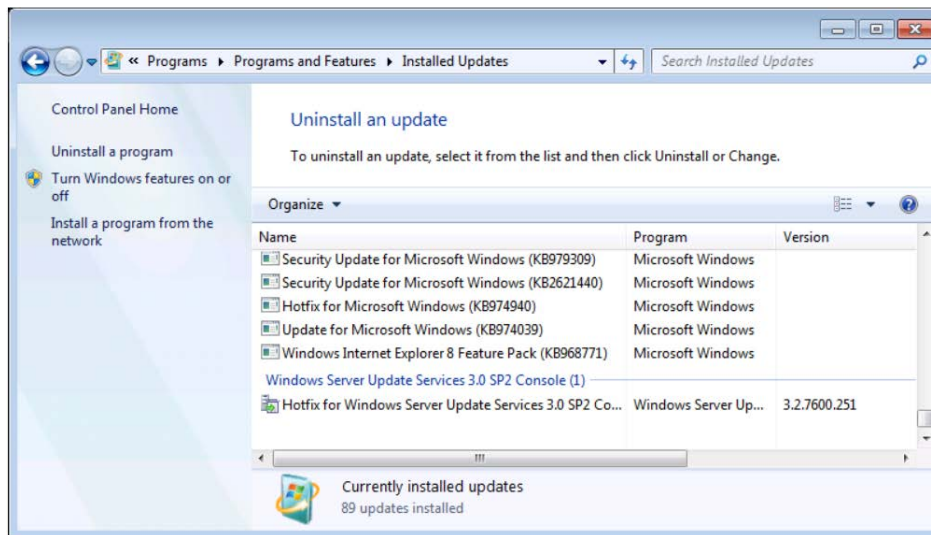 « Programs ▸ Programs and Features ▸ Installed Updates
Search Installed Updates
Control Panel Home
Uninstall a program
Turn Windows features on or
off
Install a program from the
network
Uninstall an update
To uninstall an update, select it from the list and then click Uninstall or Change.
Organize
Name Program Version
Security Update for Microsoft Windows (KB979309) Microsoft Windows
Security Update for Microsoft Windows (KB2621440) Microsoft Windows
Hotfix for Microsoft Windows (KB974940) Microsoft Windows
Update for Microsoft Windows (KB974039) Microsoft Windows
Windows Internet Explorer 8 Feature Pack (KB968771) Microsoft Windows
Windows Server Update Services 3.0 SP2 Console (1)
Hotfix for Windows Server Update Services 3.0 SP2 Co... Windows Server Up... 3.2.7600.251
Currently installed updates
89 updates installed